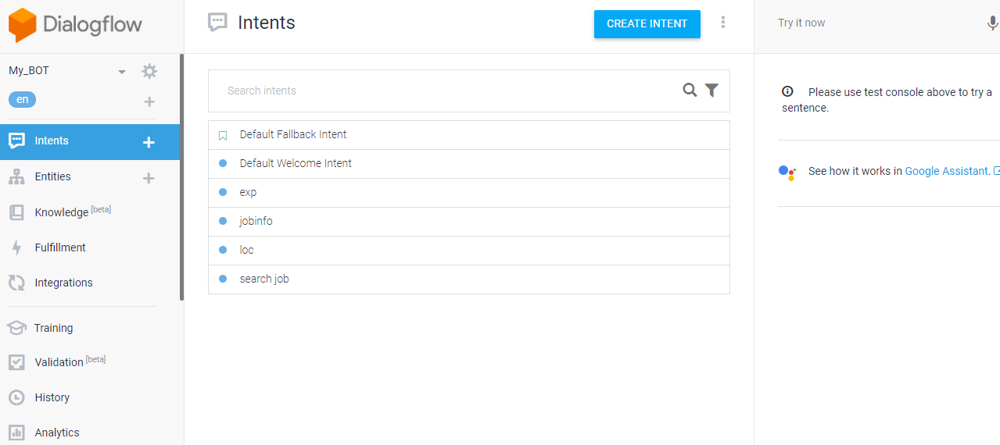 Dialogflow
My_BOT
en
Intents
Entities
Knowledge [beta]
Fulfillment
Integrations
Training
Validation [beta]
History
Analytics
Intents
CREATE INTENT
Search intents
Default Fallback Intent
Default Welcome Intent
exp
jobinfo
loc
search job
Try it now
Please use test console above to try a
sentence.
See how it works in Google Assistant.